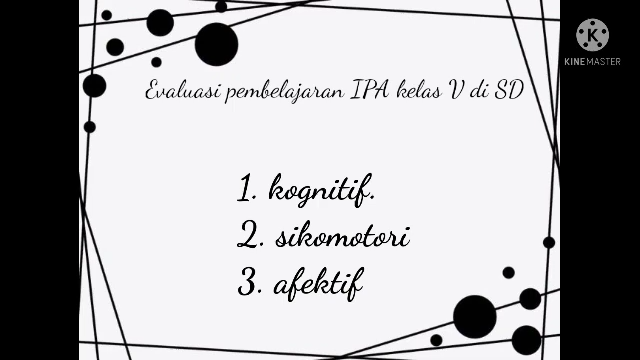 KINEMASTER
Evaluasi pembelajaran IPA kelas V di SD
1. kognitif.
2. sikomotori
3. afektif